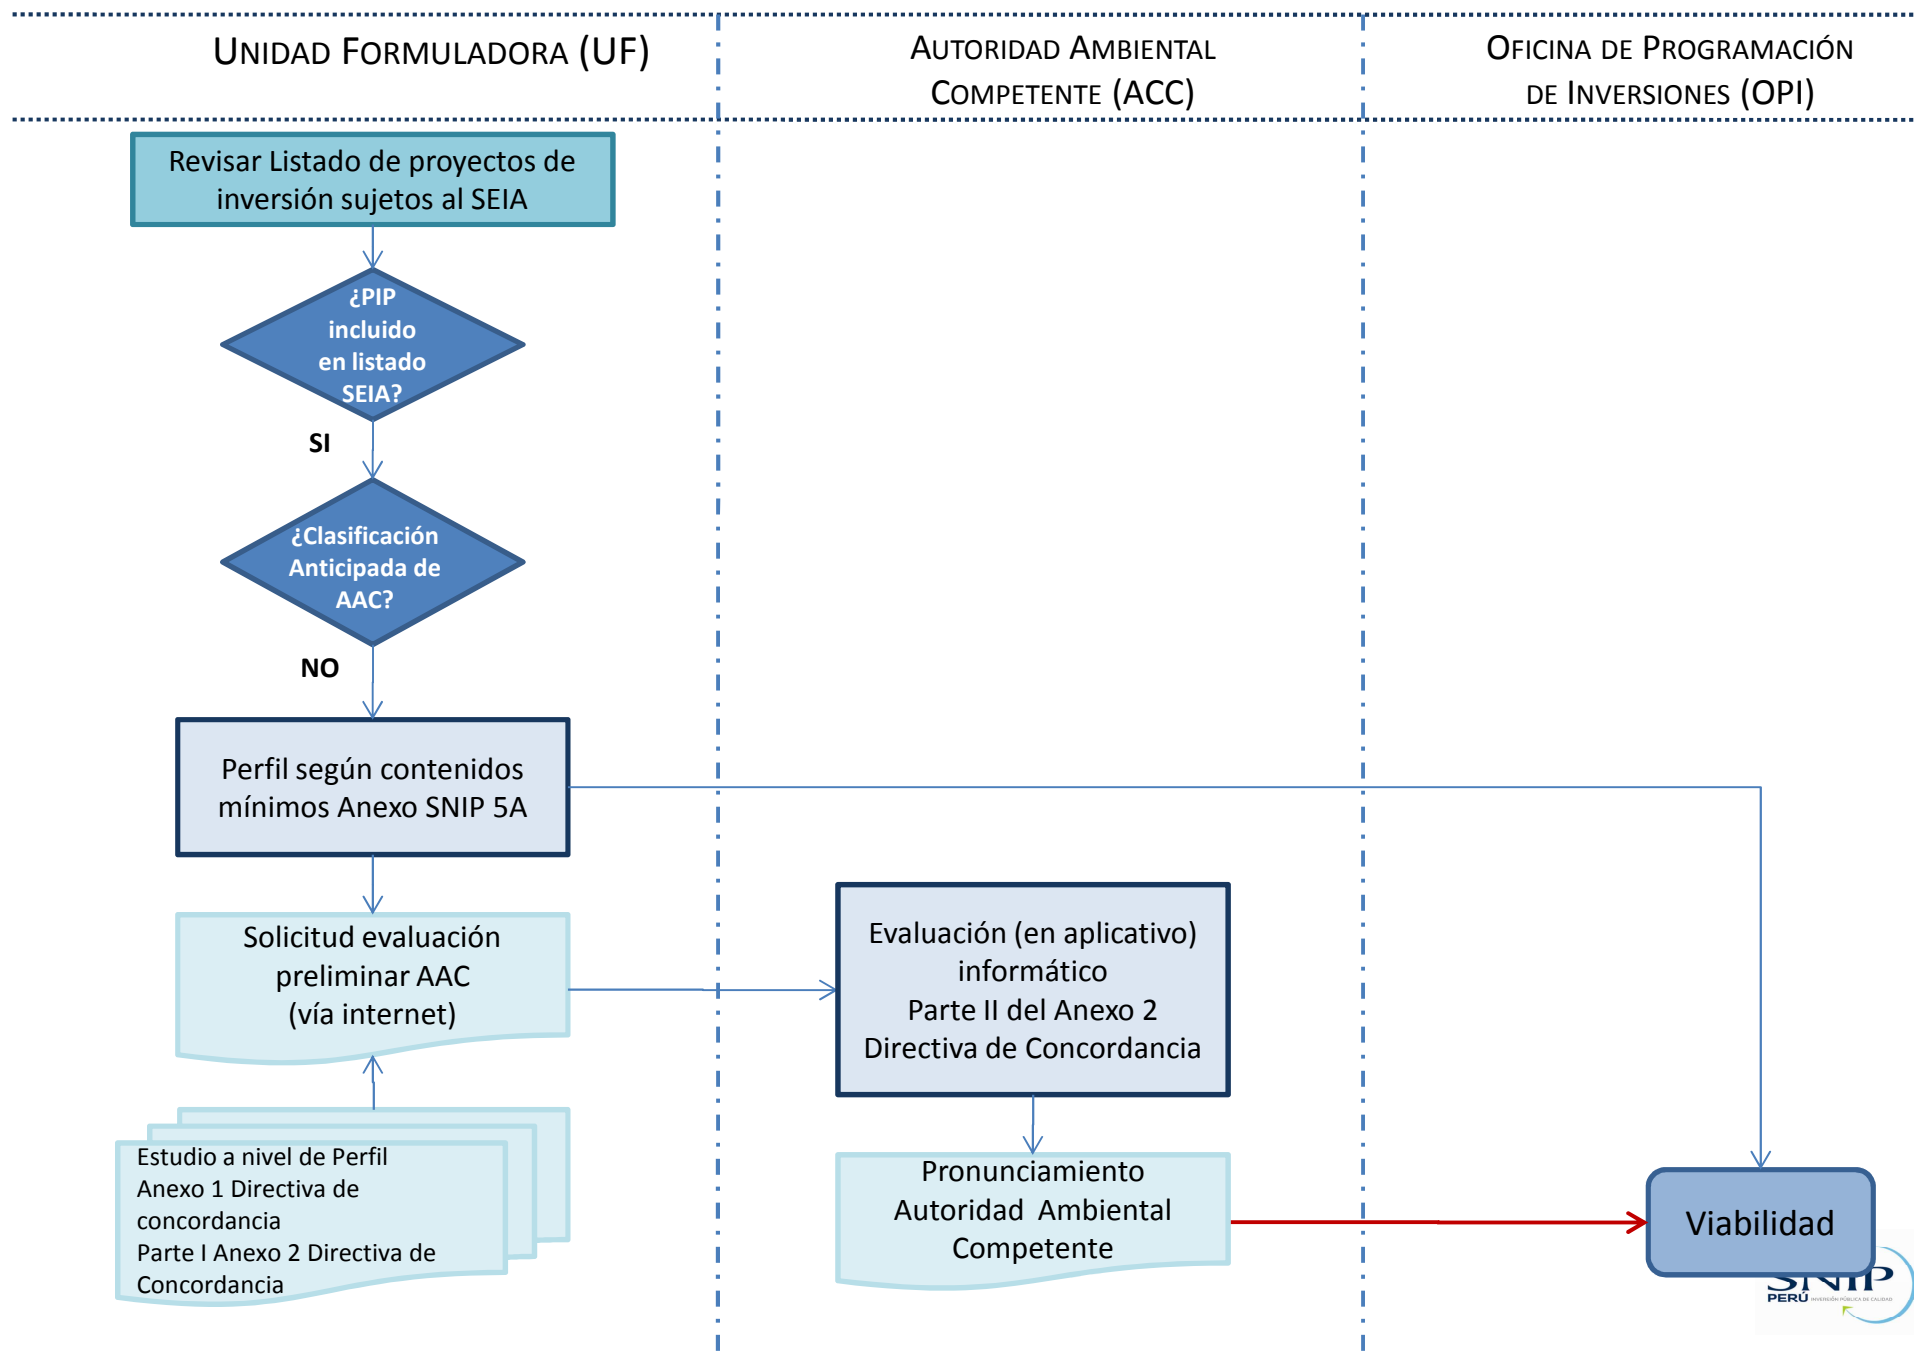 UNIDAD FORMULADORA (UF)
AUTORIDAD AMBIENTAL
COMPETENTE (ACC)
OFICINA DE PROGRAMACIÓN
DE INVERSIONES (OPI)
Revisar Listado de proyectos de
inversión sujetos al SEIA
¿PIP
incluido
en listado
SEIA?
SI
¿Clasificación
Anticipada de
AAC?
NO
Perfil según contenidos
mínimos Anexo SNIP 5A
Solicitud evaluación
preliminar AAC
(vía internet)
Evaluación (en aplicativo)
informático
Parte II del Anexo 2
Directiva de Concordancia
Estudio a nivel de Perfil
Anexo 1 Directiva de
concordancia
Parte I Anexo 2 Directiva de
Concordancia
Pronunciamiento
Autoridad Ambiental
Competente
Viabilidad
SNIP
PERÚ INVERSIÓN PÚBLICA DE CALIDAD